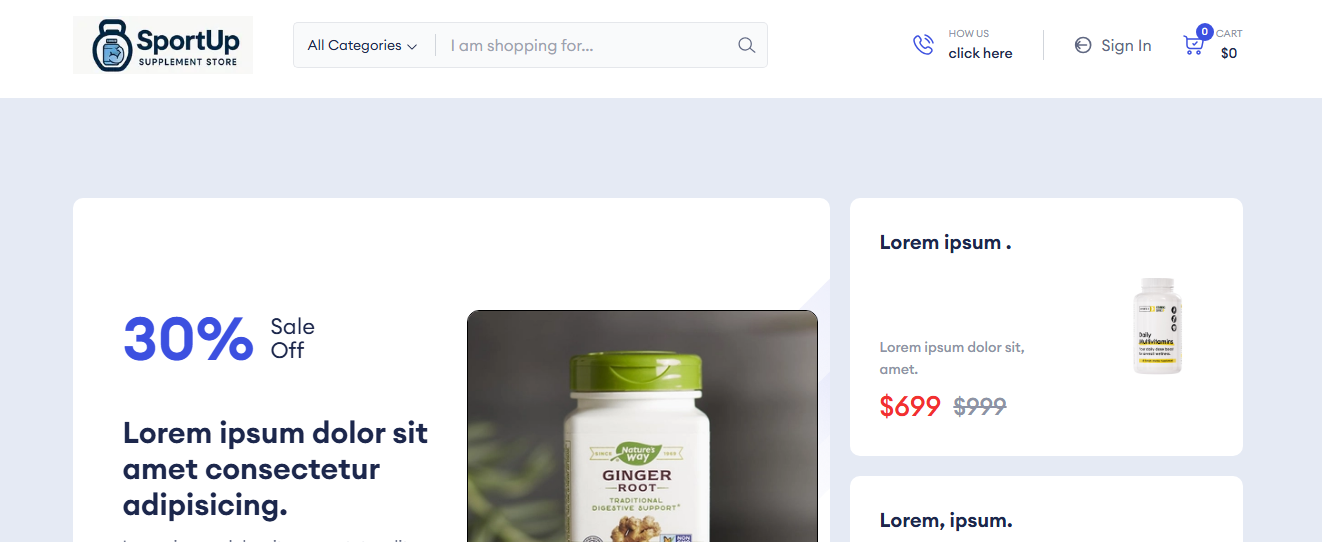 SportUp
SUPPLEMENT STORE
All Categories
I am shopping for...
HOW US
click here
Sign In
0
CART
$0
30%
Sale
Off
Lorem ipsum dolor sit
amet consectetur
adipisicing.
SINCE
Nature's
Way
1969
GINGER
ROOT
TRADITIONAL
DIGESTIVE SUPPORT*
NON
Lorem ipsum .
Daily
Multivitamins
Lorem ipsum dolor sit,
amet.
$699 $999
Lorem, ipsum.